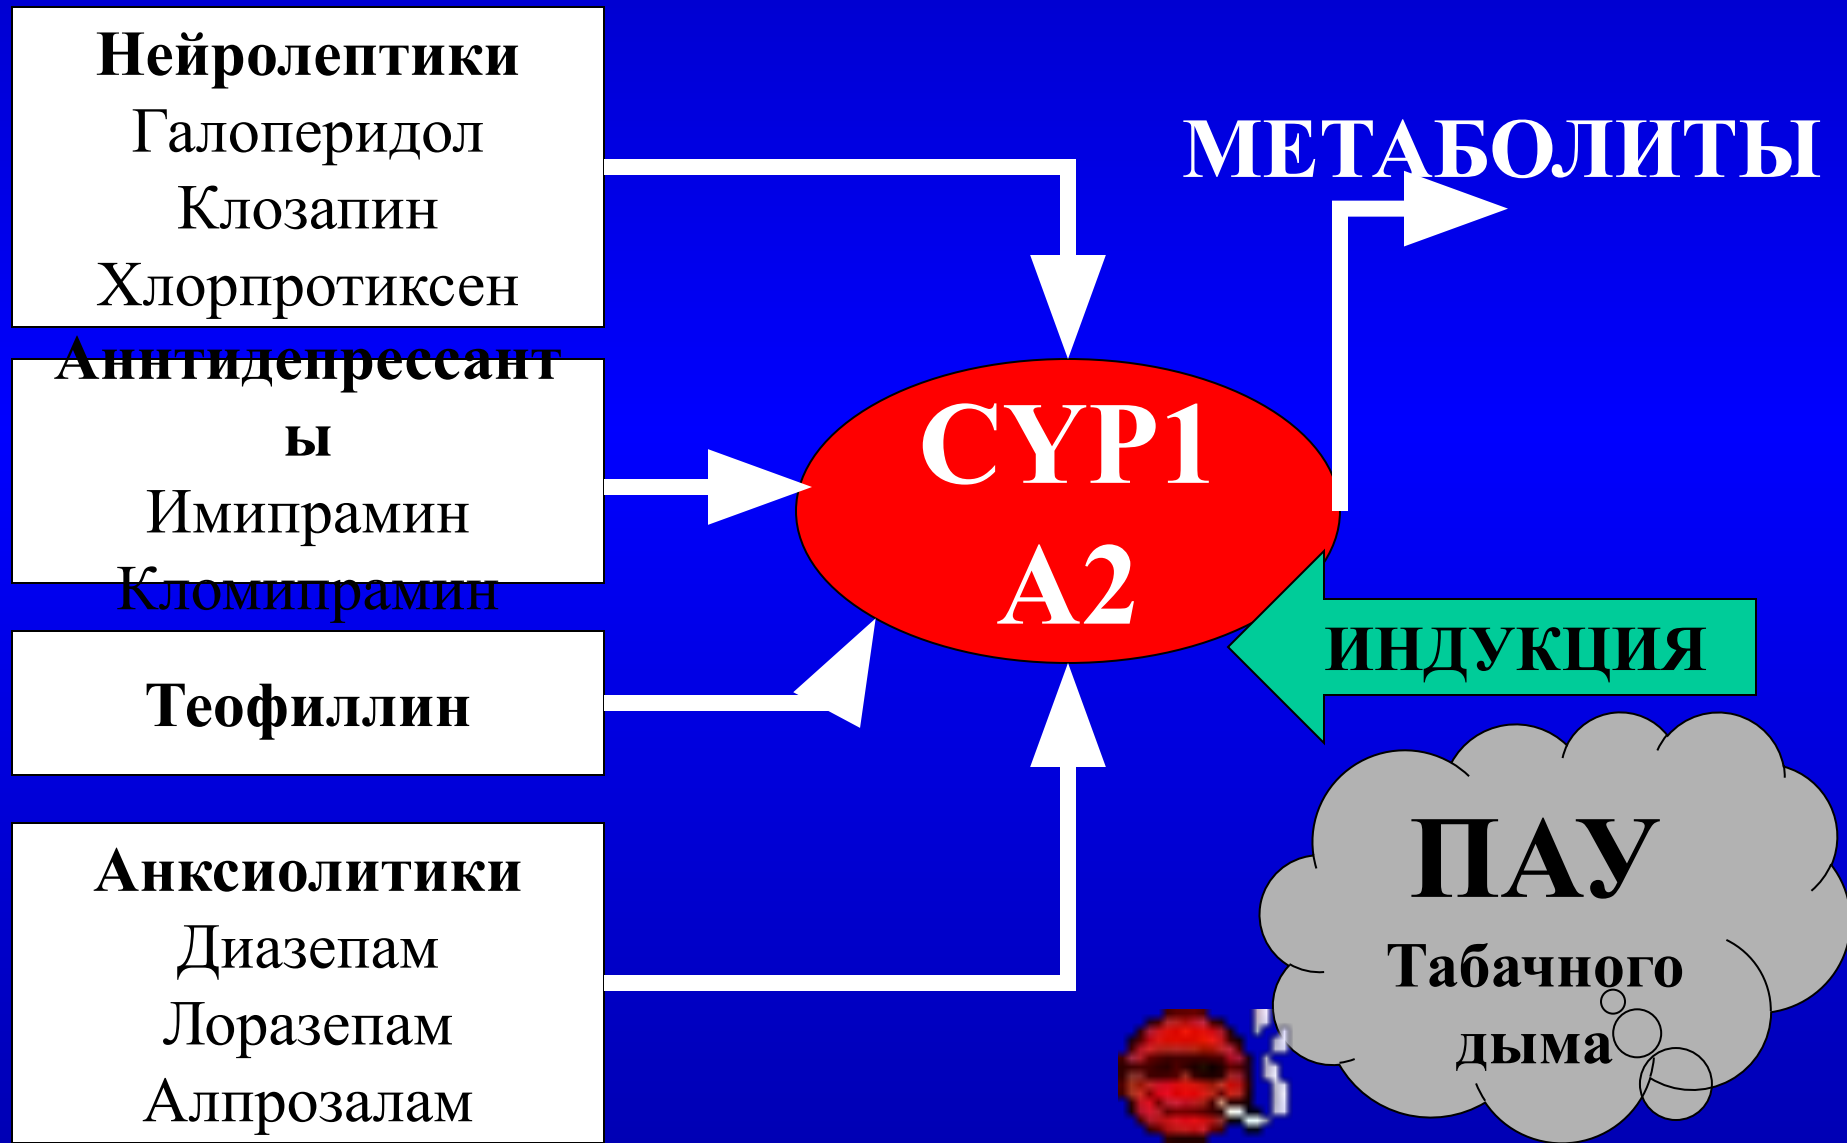 Нейролептики
Галоперидол
Клозапин
Хлорпротиксен
Аннтидепрессант
ы
Имипрамин
Кломипрамин
Теофиллин
Анксиолитики
Диазепам
Лоразепам
Алпрозалам
CYP1
A2
МЕТАБОЛИТЫ
ИНДУКЦИЯ
ПАУ
Табачного
дыма